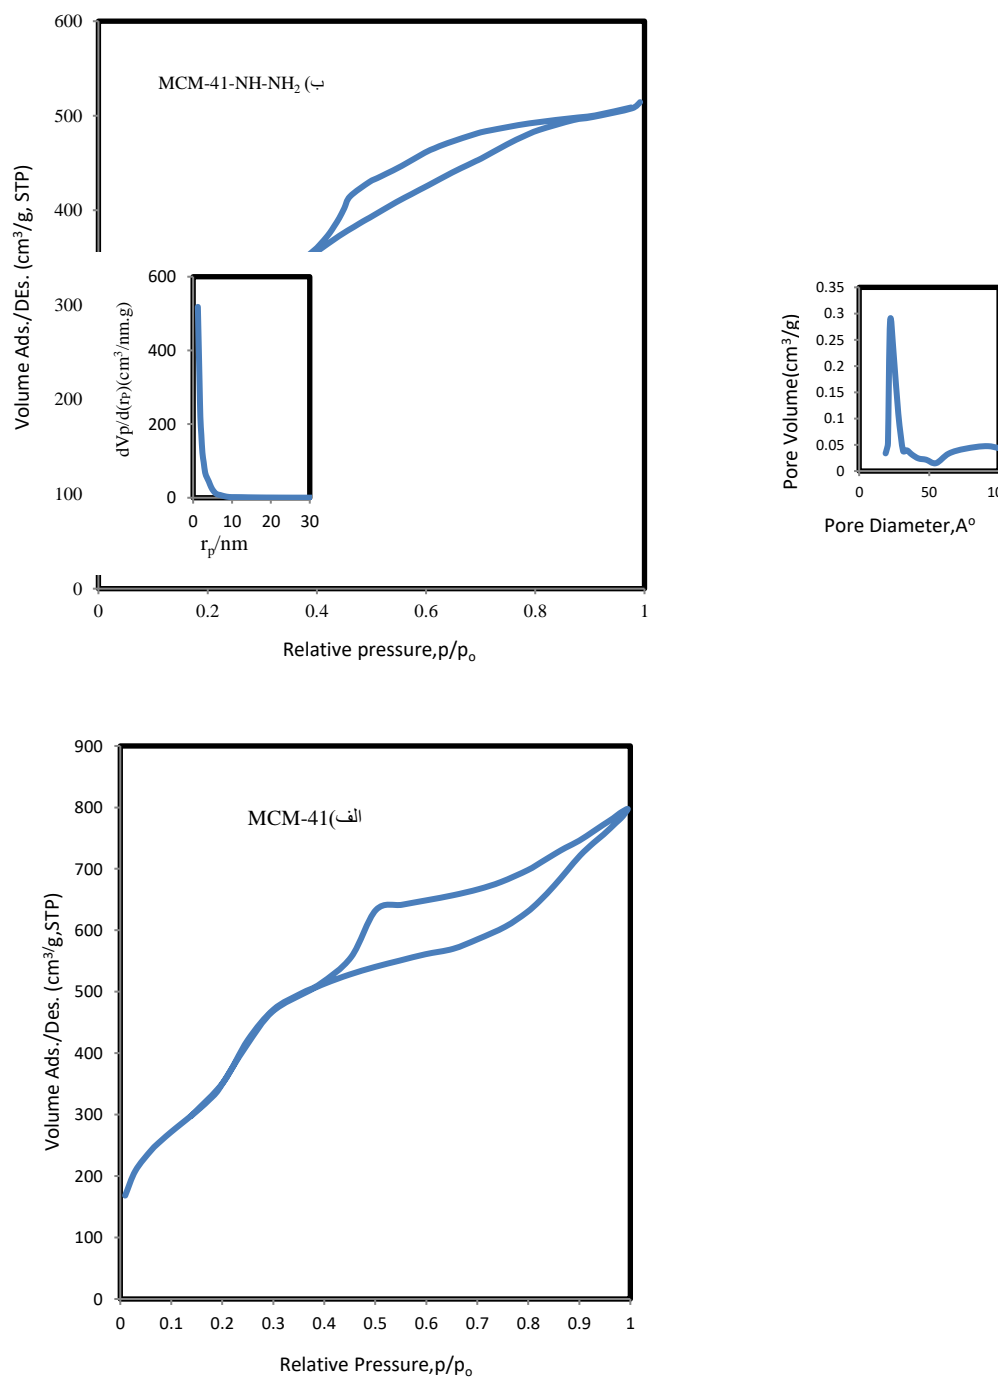 600
500
400
300
200
100
0
Volume Ads./DEs. (cm³/g, STP)
MCM-41-NH-NH₂ (ب
0 0.2 0.4 0.6 0.8 1
Relative pressure,p/pₒ
600
400
200
0
dVp/d(rP)(cm³/nm.g)
0 10 20 30
rₚ/nm
0.35
0.3
0.25
0.2
0.15
0.1
0.05
0
Pore Volume(cm³/g)
0 50 10
Pore Diameter,Aᵒ
900
800
700
600
500
400
300
200
100
0
Volume Ads./Des. (cm³/g,STP)
MCM-41(الف
0 0.1 0.2 0.3 0.4 0.5 0.6 0.7 0.8 0.9 1
Relative Pressure,p/pₒ